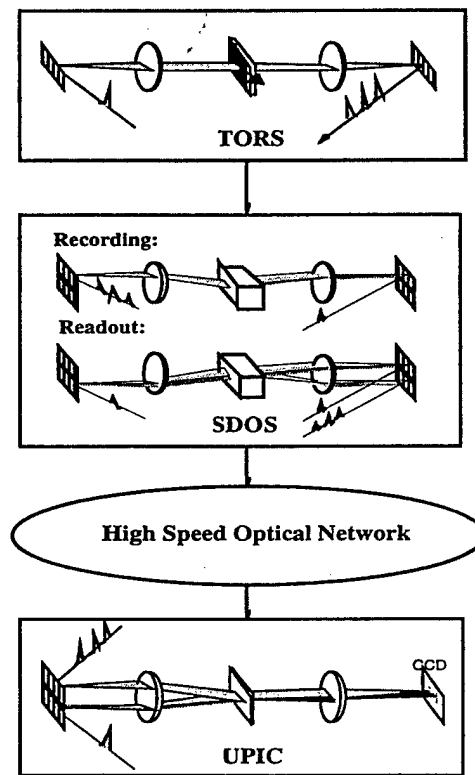 TORS
Recording:
Readout:
SDOS
High Speed Optical Network
CCD
UPIC